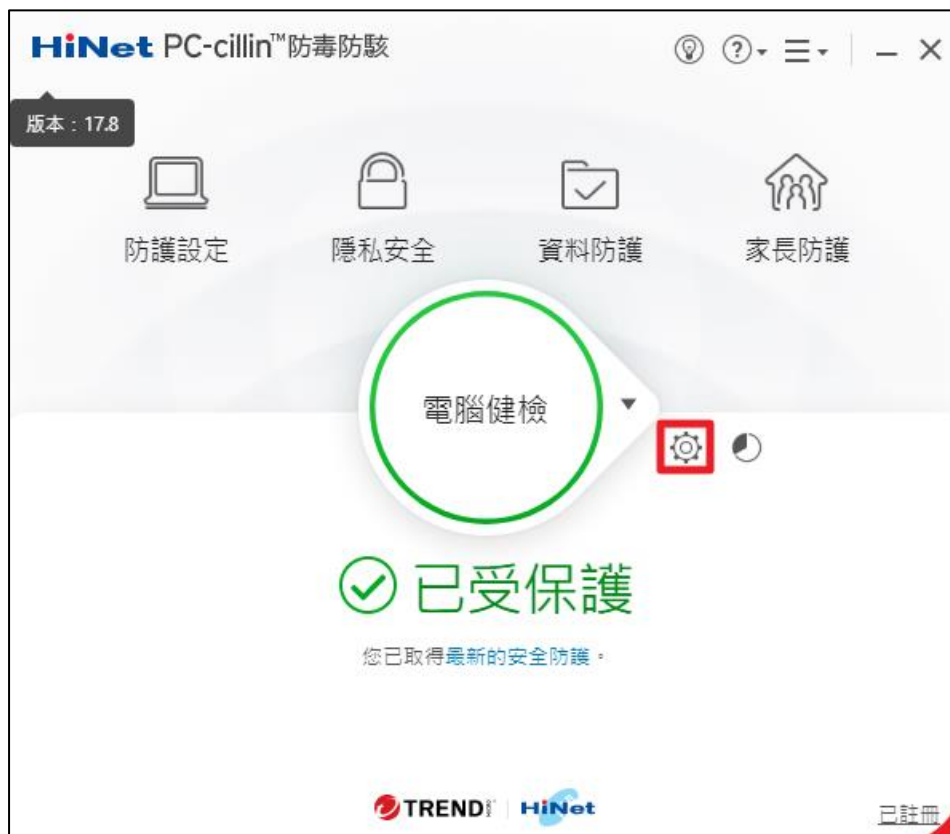 HiNet PC-cillin™防毒防駭
版本：17.8
防護設定 隱私安全 資料防護 家長防護
電腦健檢
已受保護
您已取得最新的安全防護。
TREND MICRO HiNet
已註冊